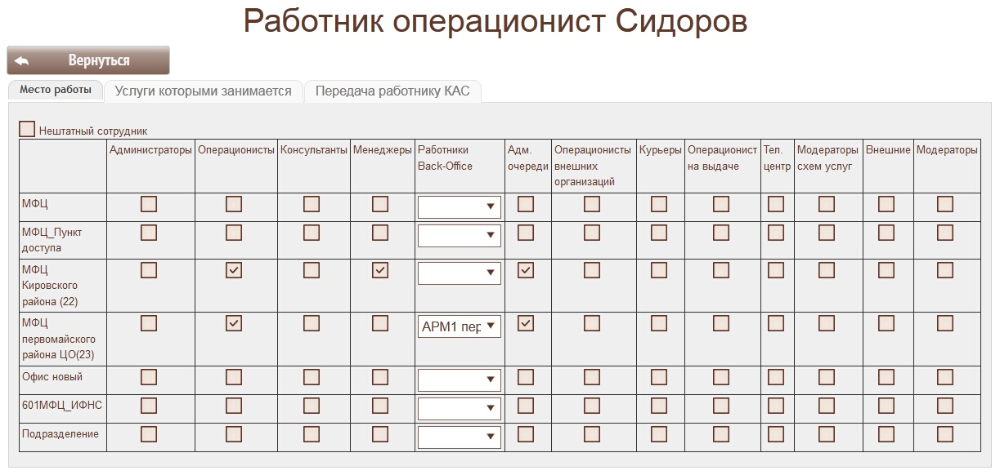 Работник операционист Сидоров
Вернуться
Место работы
Услуги которыми занимается
Передача работнику КАС
Нештатный сотрудник
Администраторы
Операционисты
Консультанты
Менеджеры
Работники
Back-Office
Адм.
очереди
Операционисты
внешних
организаций
Курьеры
Операционист
на выдаче
Тел.
центр
Модераторы
схем услуг
Внешние
Модераторы
МФЦ
МФЦ_Пункт
доступа
МФЦ
Кировского
района (22)
МФЦ
первомайского
района ЦО(23)
АРМ1 пер
Офис новый
601МФЦ_ИФНС
Подразделение